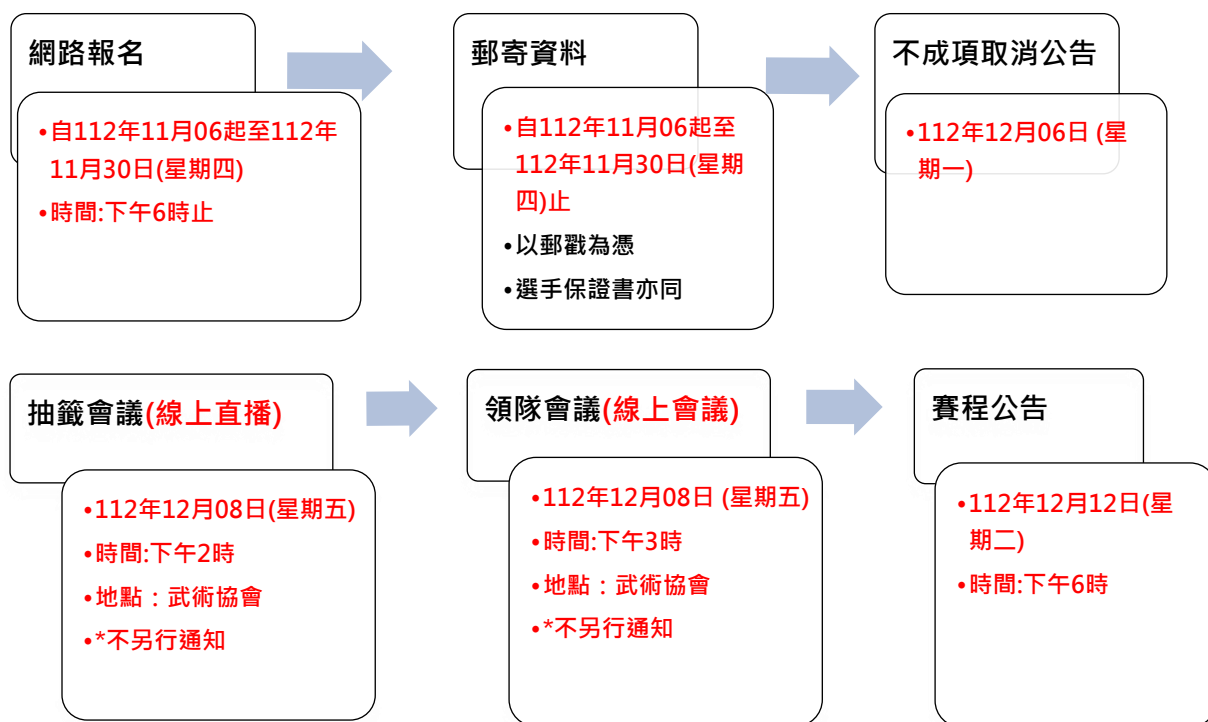 網路報名
•自112年11月06起至112年
11月30日(星期四)
•時間:下午6時止
郵寄資料
•自112年11月06起至
112年11月30日(星期
四)止
•以郵戳為憑
•選手保證書亦同
不成項取消公告
•112年12月06日 (星
期一)
抽籤會議(線上直播)
•112年12月08日(星期五)
•時間:下午2時
•地點：武術協會
•*不另行通知
領隊會議(線上會議)
•112年12月08日 (星期五)
•時間:下午3時
•地點：武術協會
•*不另行通知
賽程公告
•112年12月12日(星
期二)
•時間:下午6時